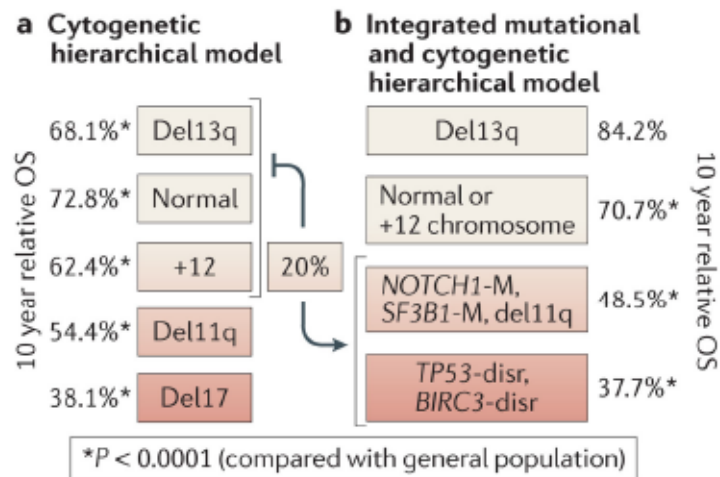 a Cytogenetic
hierarchical model
10 year relative OS
68.1%* Del13q
72.8%* Normal
62.4%* +12
54.4%* Del11q
38.1%* Del17
20%
b Integrated mutational
and cytogenetic
hierarchical model
Del13q 84.2%
Normal or
+12 chromosome
70.7%*
NOTCH1-M,
SF3B1-M, del11q
48.5%*
TP53-disr,
BIRC3-disr
37.7%*
10 year relative OS
*P < 0.0001 (compared with general population)